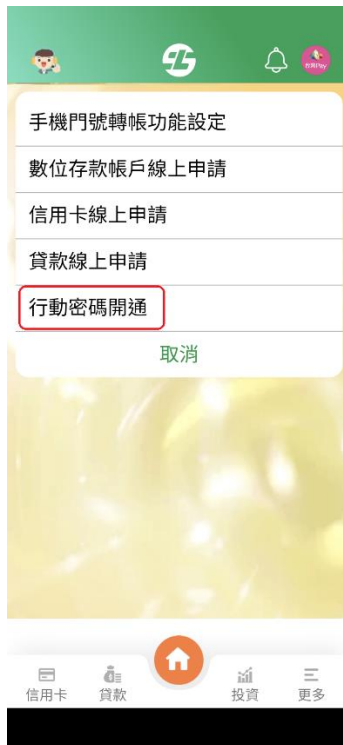 手機門號轉帳功能設定
數位存款帳戶線上申請
信用卡線上申請
貸款線上申請
行動密碼開通
取消
信用卡
貸款
投資
更多